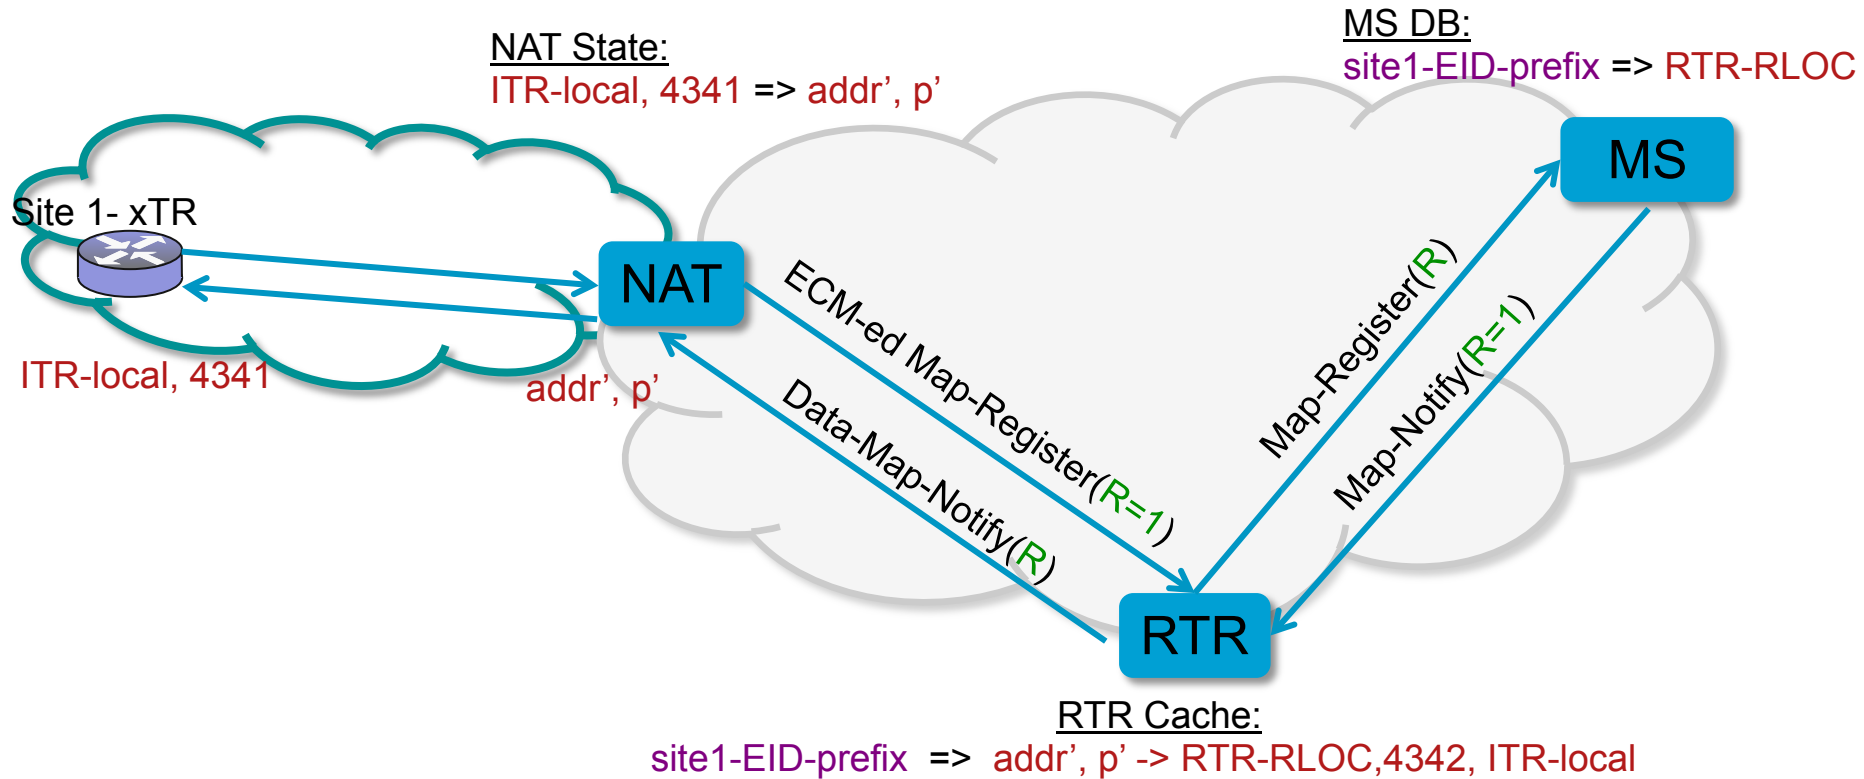 NAT State:
ITR-local, 4341 => addr’, p’
MS DB:
site1-EID-prefix => RTR-RLOC
MS
Site 1- xTR
NAT
ITR-local, 4341
addr’, p’
ECM-ed Map-Register(R=1)
Data-Map-Notify(R)
Map-Register(R)
Map-Notify(R=1)
RTR
RTR Cache:
site1-EID-prefix => addr’, p’ -> RTR-RLOC,4342, ITR-local